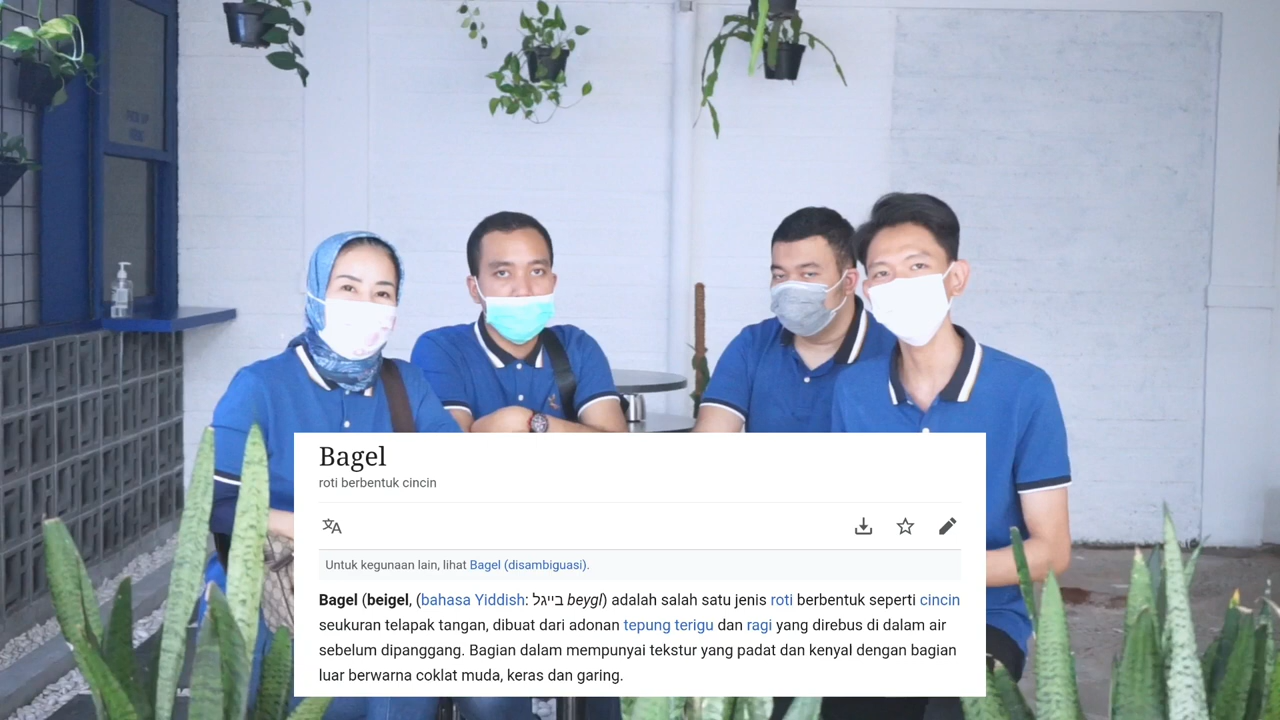 Bagel
roti berbentuk cincin
Untuk kegunaan lain, lihat Bagel (disambiguasi).
Bagel (beigel, (bahasa Yiddish: בייגל beygl) adalah salah satu jenis roti berbentuk seperti cincin
seukuran telapak tangan, dibuat dari adonan tepung terigu dan ragi yang direbus di dalam air
sebelum dipanggang. Bagian dalam mempunyai tekstur yang padat dan kenyal dengan bagian
luar berwarna coklat muda, keras dan garing.